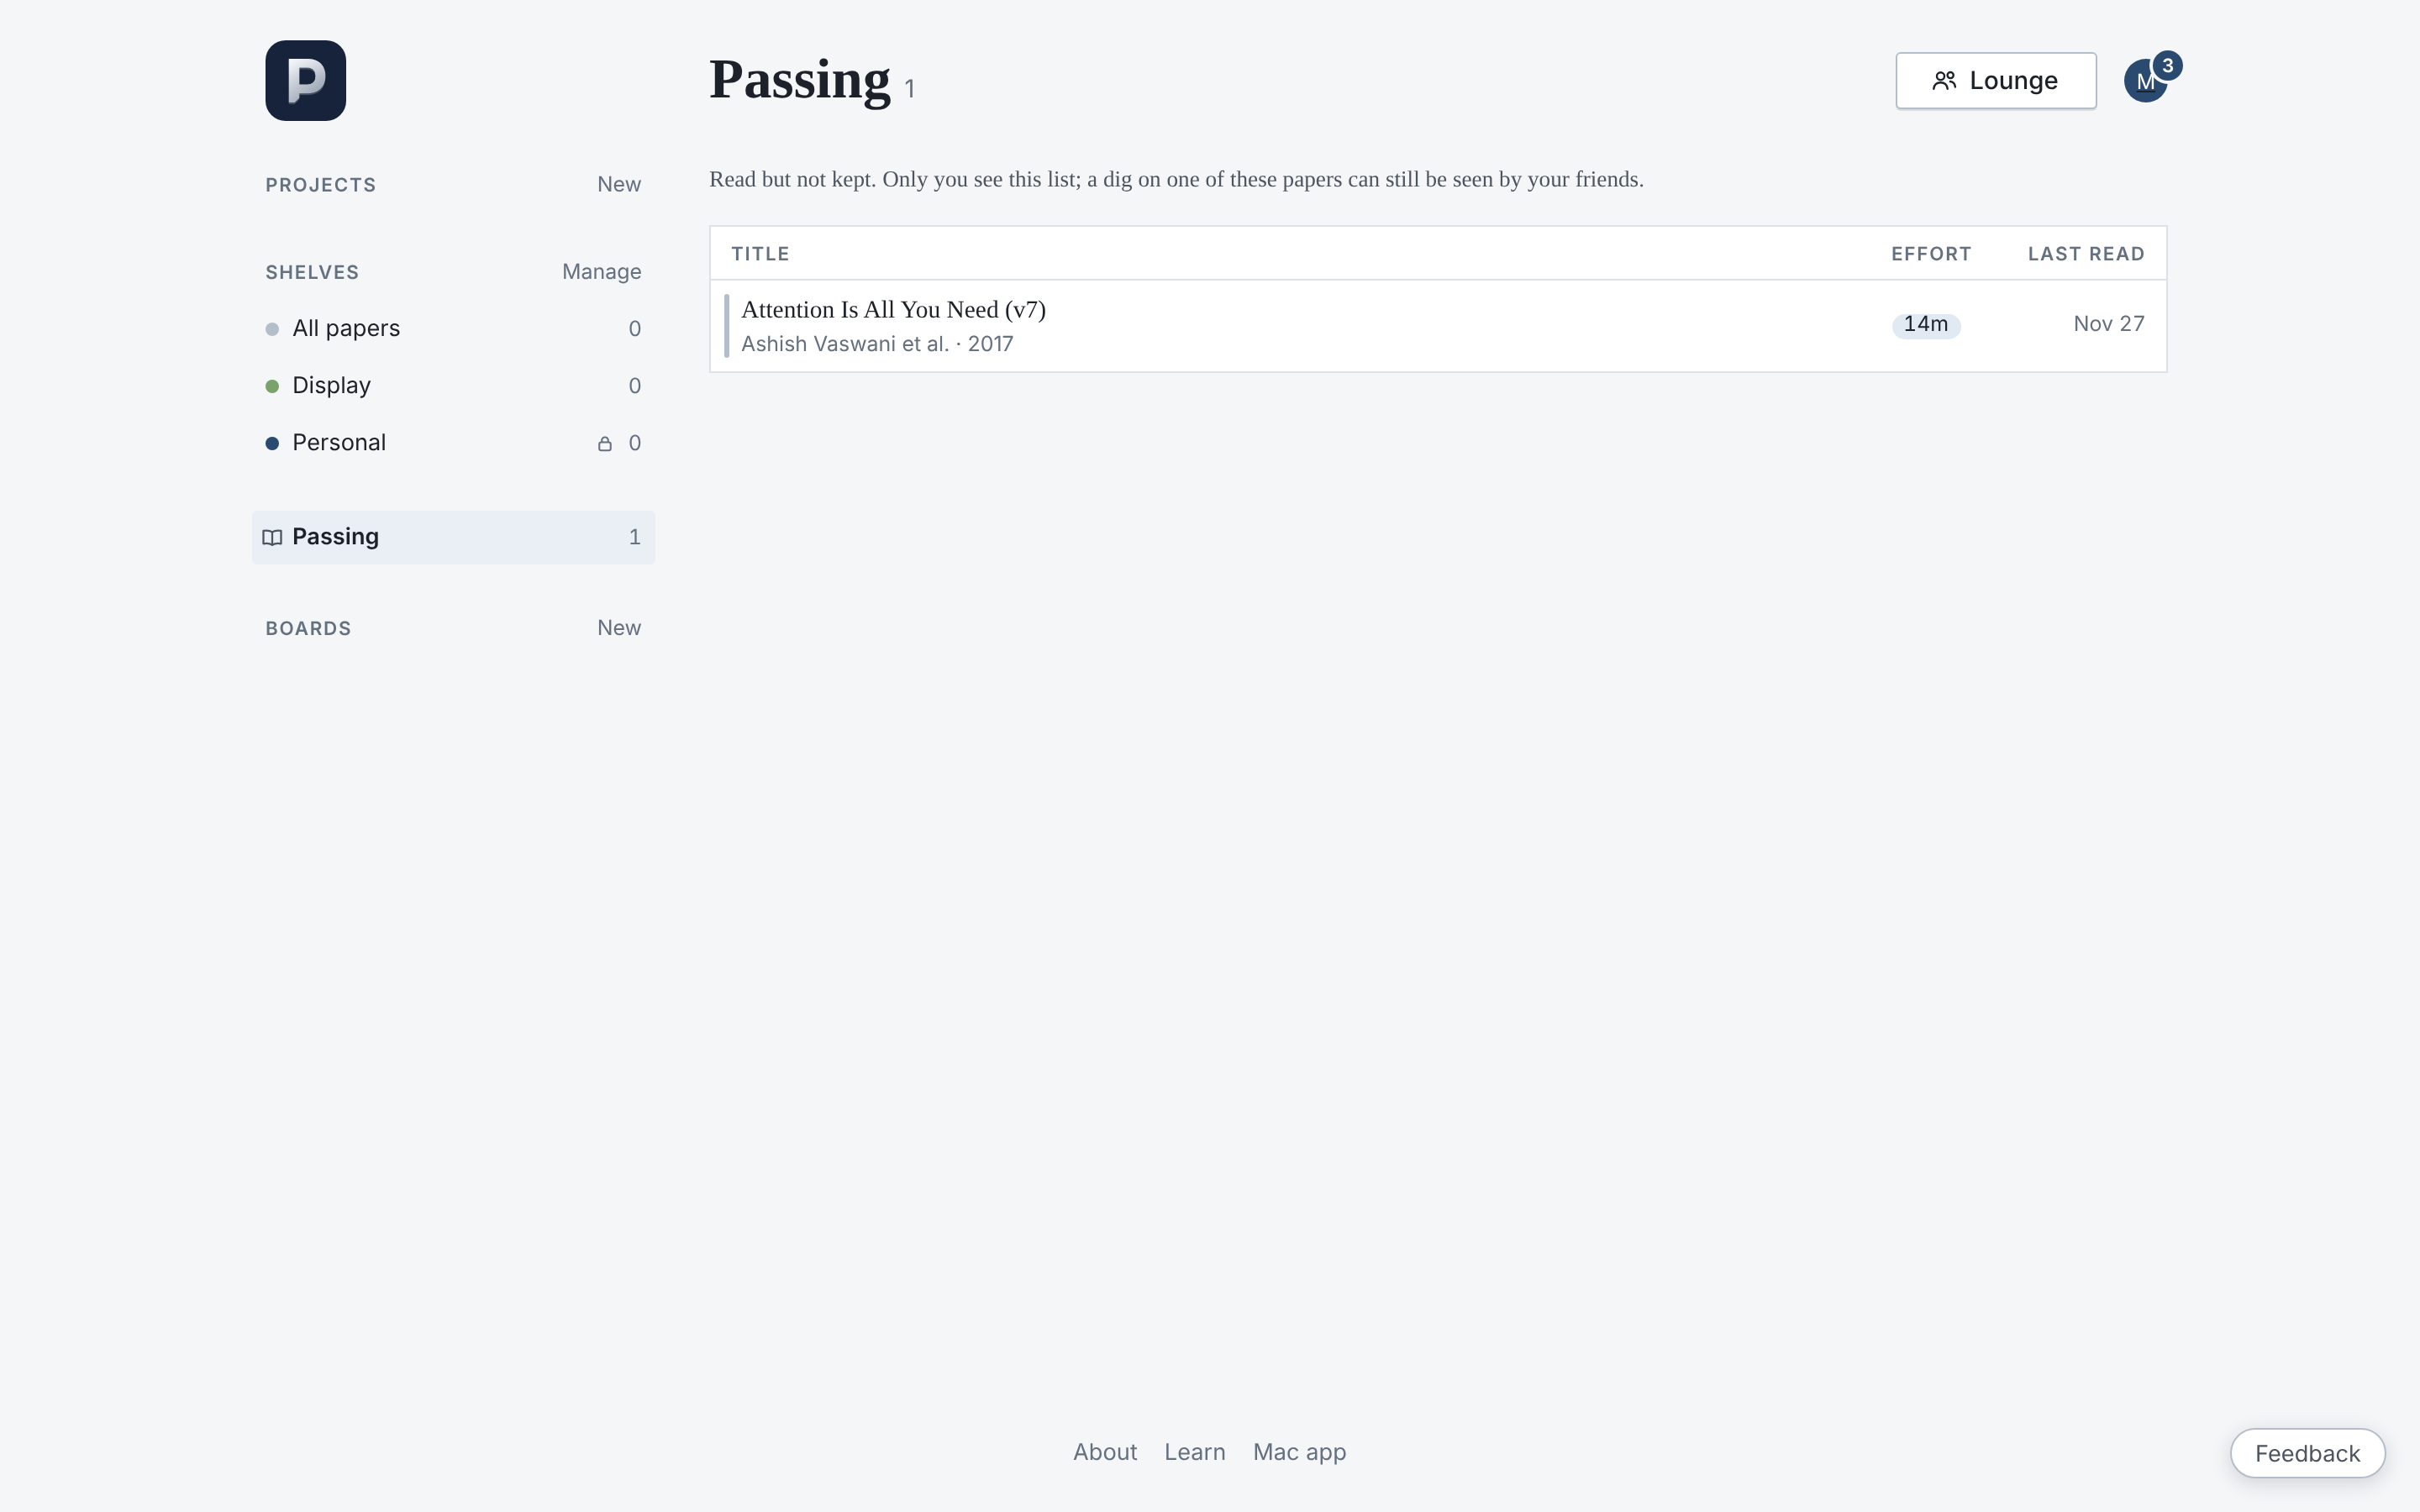 P
Passing 1
Lounge
M
3
PROJECTS New
SHELVES Manage
All papers 0
Display 0
Personal 0
Passing 1
BOARDS New
Read but not kept. Only you see this list; a dig on one of these papers can still be seen by your friends.
TITLE EFFORT LAST READ
Attention Is All You Need (v7)
Ashish Vaswani et al. · 2017
14m
Nov 27
About Learn Mac app
Feedback